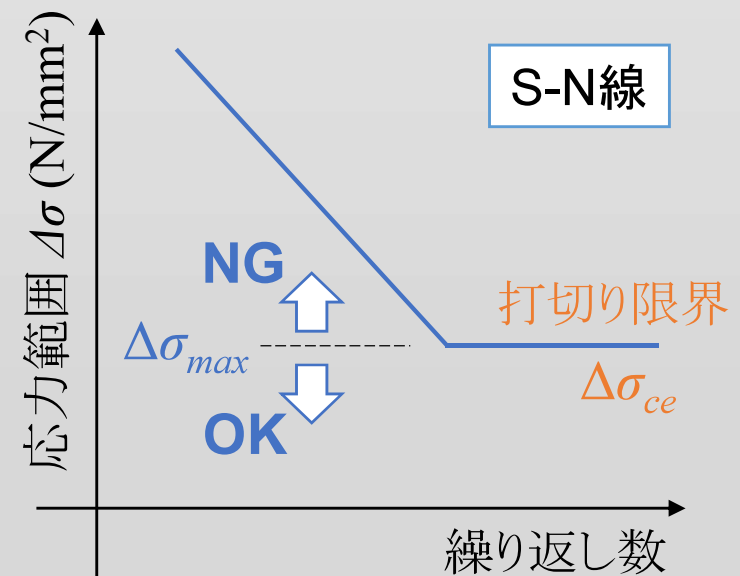 応力範囲 Δσ (N/mm²)
S-N線
NG
打切り限界
Δσmax
Δσce
OK
繰り返し数